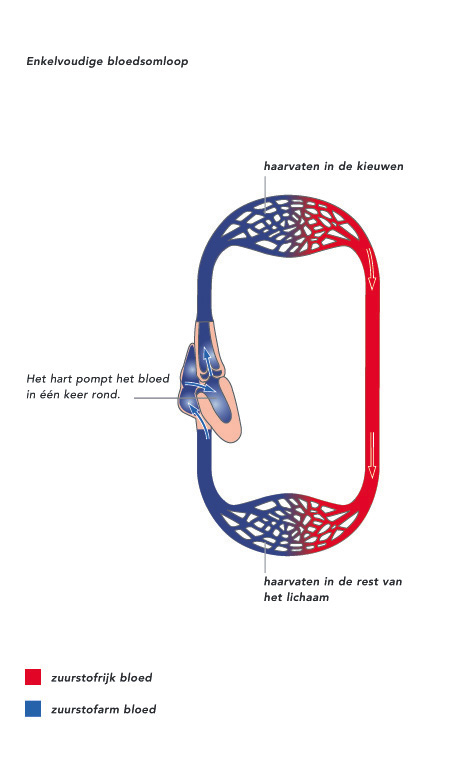 Enkelvoudige bloedsomloop
haarvaten in de kieuwen
Het hart pompt het bloed
in één keer rond.
haarvaten in de rest van
het lichaam
zuurstofrijk bloed
zuurstofarm bloed